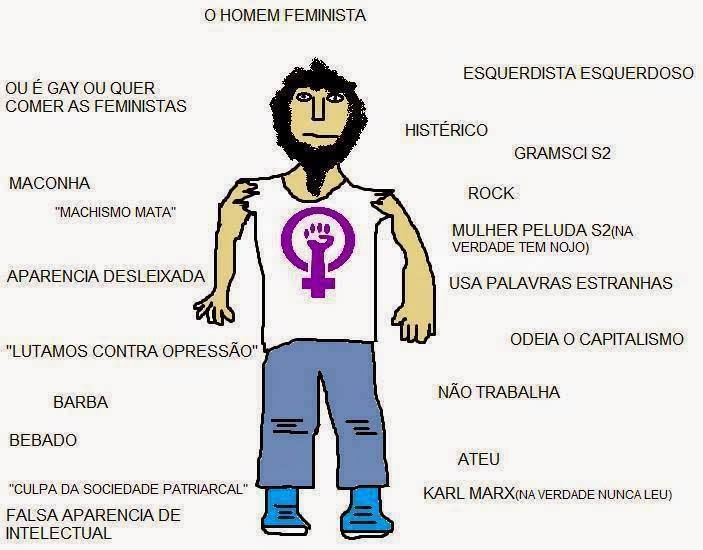 O HOMEM FEMINISTA
OU É GAY OU QUER
COMER AS FEMINISTAS
MACONHA
"MACHISMO MATA"
APARENCIA DESLEIXADA
"LUTAMOS CONTRA OPRESSÃO"
BARBA
BEBADO
"CULPA DA SOCIEDADE PATRIARCAL"
FALSA APARENCIA DE
INTELECTUAL
ESQUERDISTA ESQUERDOSO
HISTÉRICO
GRAMSCI S2
ROCK
MULHER PELUDA S2(NA
VERDADE TEM NOJO)
USA PALAVRAS ESTRANHAS
ODEIA O CAPITALISMO
NÃO TRABALHA
ATEU
KARL MARX(NA VERDADE NUNCA LEU)